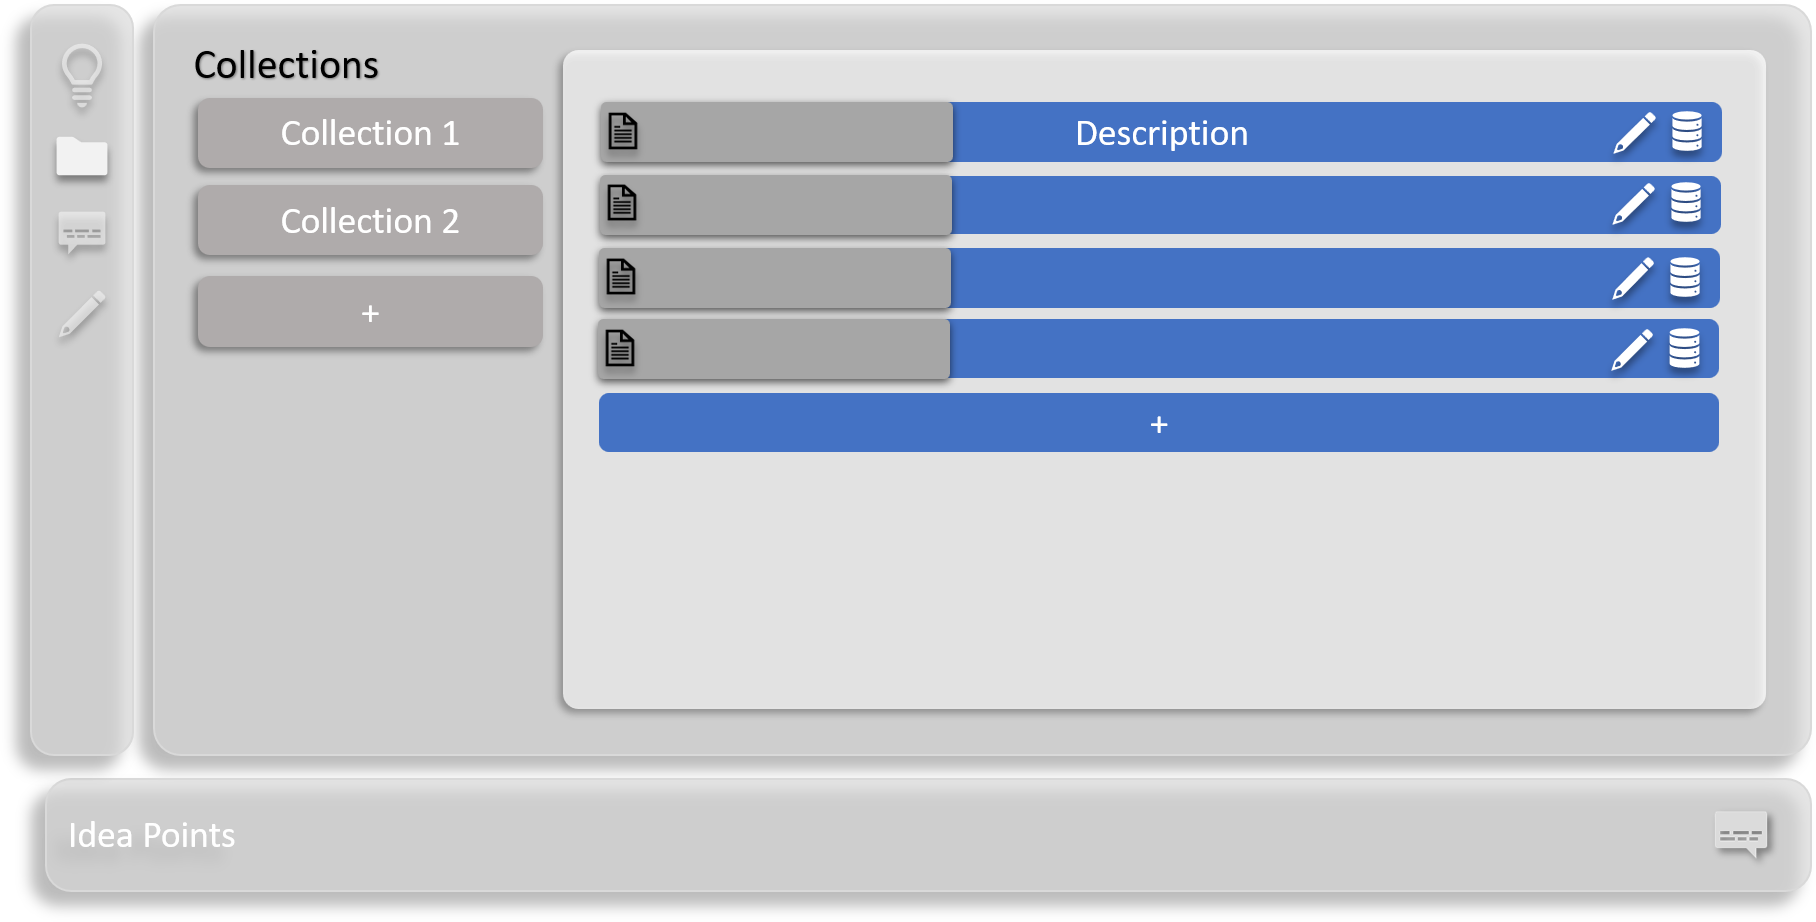 Collections
Collection 1
Collection 2
+
Description
+
Idea Points